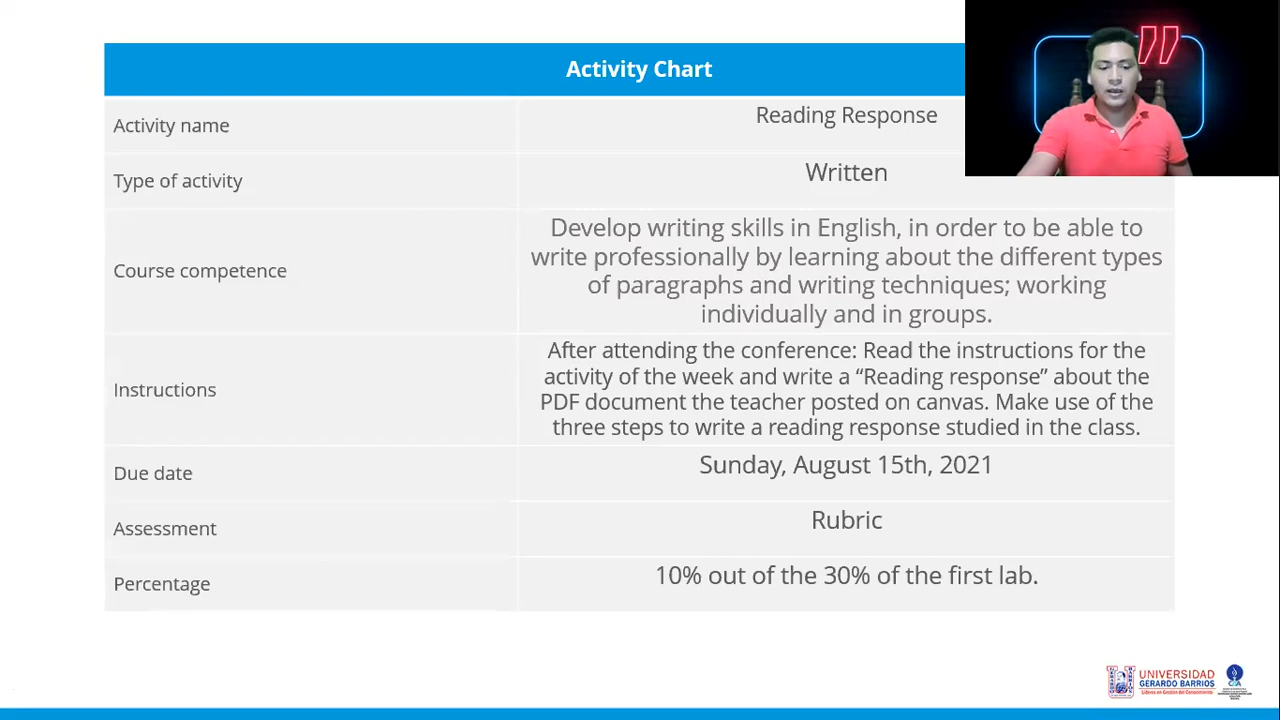 Activity Chart
Activity name
Reading Response
Type of activity
Written
Course competence
Develop writing skills in English, in order to be able to
write professionally by learning about the different types
of paragraphs and writing techniques; working
individually and in groups.
Instructions
After attending the conference: Read the instructions for the
activity of the week and write a “Reading response” about the
PDF document the teacher posted on canvas. Make use of the
three steps to write a reading response studied in the class.
Due date
Sunday, August 15th, 2021
Assessment
Rubric
Percentage
10% out of the 30% of the first lab.
UNIVERSIDAD
GERARDO BARRIOS
Líderes en Gestión del Conocimiento